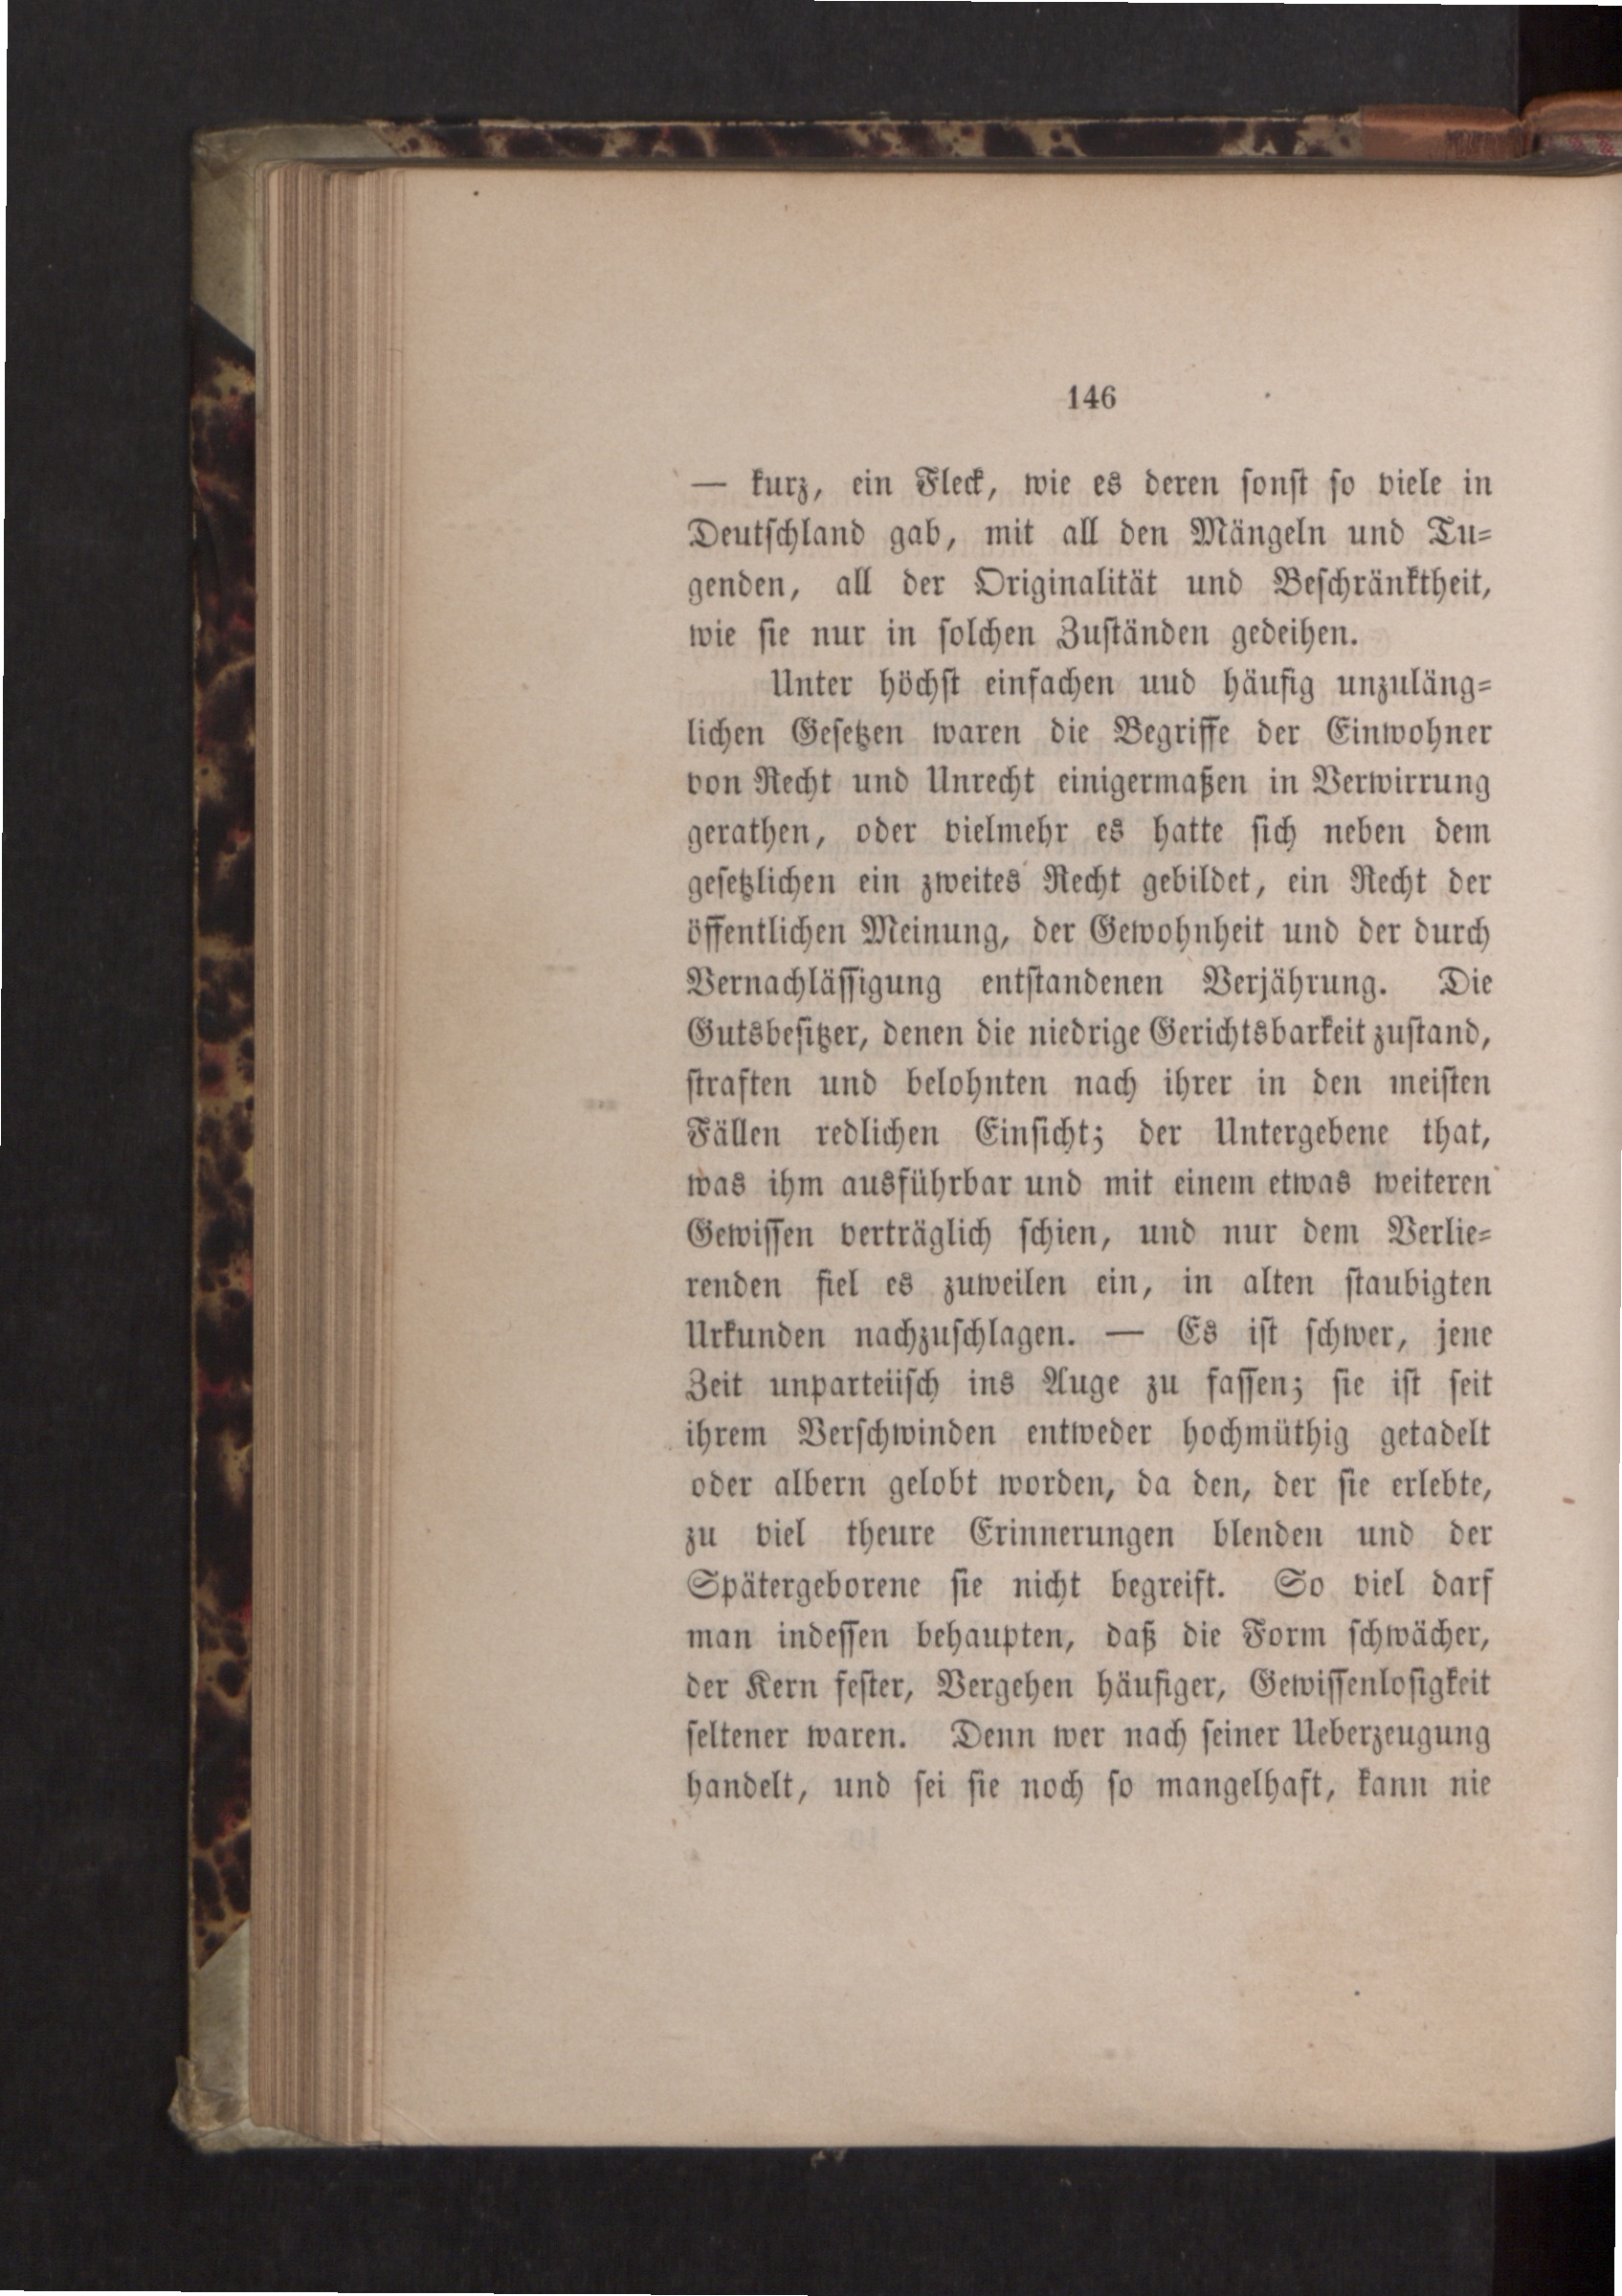 146
— kurz, ein Fleck, wie es deren sonst so viele in
Deutschland gab, mit all den Mängeln und Tu-
genden, all der Originalität und Beschränktheit,
wie sie nur in solchen Zuständen gedeihen.
Unter höchst einfachen uud häufig unzuläng-
lichen Gesetzen waren die Begriffe der Einwohner
von Recht und Unrecht einigermaßen in Verwirrung
gerathen, oder vielmehr es hatte sich neben dem
gesetzlichen ein zweites Recht gebildet, ein Recht der
öffentlichen Meinung, der Gewohnheit und der durch
Vernachlässigung entstandenen Verjährung. Die
Gutsbesitzer, denen die niedrige Gerichtsbarkeit zustand,
straften und belohnten nach ihrer in den meisten
Fällen redlichen Einsicht; der Untergebene that,
was ihm ausführbar und mit einem etwas weiteren
Gewissen verträglich schien, und nur dem Verlie-
renden fiel es zuweilen ein, in alten staubigten
Urkunden nachzuschlagen. — Es ist schwer, jene
Zeit unparteiisch ins Auge zu fassen; sie ist seit
ihrem Verschwinden entweder hochmüthig getadelt
oder albern gelobt worden, da den, der sie erlebte,
zu viel theure Erinnerungen blenden und der
Spätergeborene sie nicht begreift. So viel darf
man indessen behaupten, daß die Form schwächer,
der Kern fester, Vergehen häufiger, Gewissenlosigkeit
seltener waren. Denn wer nach seiner Ueberzeugung
handelt, und sei sie noch so mangelhaft, kann nie